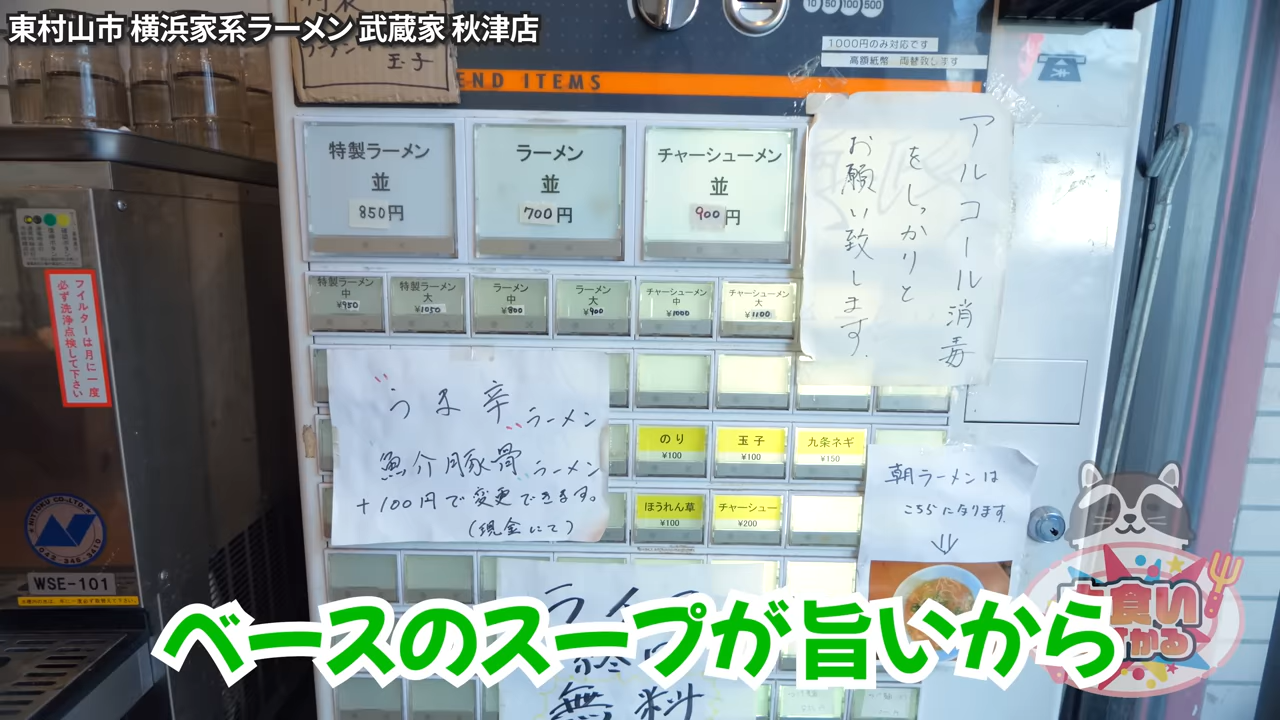 東村山市 横浜家系ラーメン 武蔵家 秋津店
玉子
END ITEMS
10 50 100 500
1000円のみ対応です
高額紙幣 両替致します
特製ラーメン
並
850円
ラーメン
並
700円
チャーシューメン
並
900円
特製ラーメン
中
¥950
特製ラーメン
大
¥1050
ラーメン
中
¥800
ラーメン
大
¥900
チャーシューメン
中
¥1000
チャーシューメン
大
¥1100
アルコール消毒
をしっかりと
お願い致します。
フイルターは月に一度
必ず洗浄点検して下さい
うま辛ラーメン
魚介豚骨ラーメン
+100円で変更できます。
(現金にて)
のり
¥100
玉子
¥100
九条ネギ
¥150
ほうれん草
¥100
チャーシュー
¥200
朝ラーメンは
こちらになります。
NITTOKU CO.,LTD.
WSE-101
無料
ベースのスープが旨いから